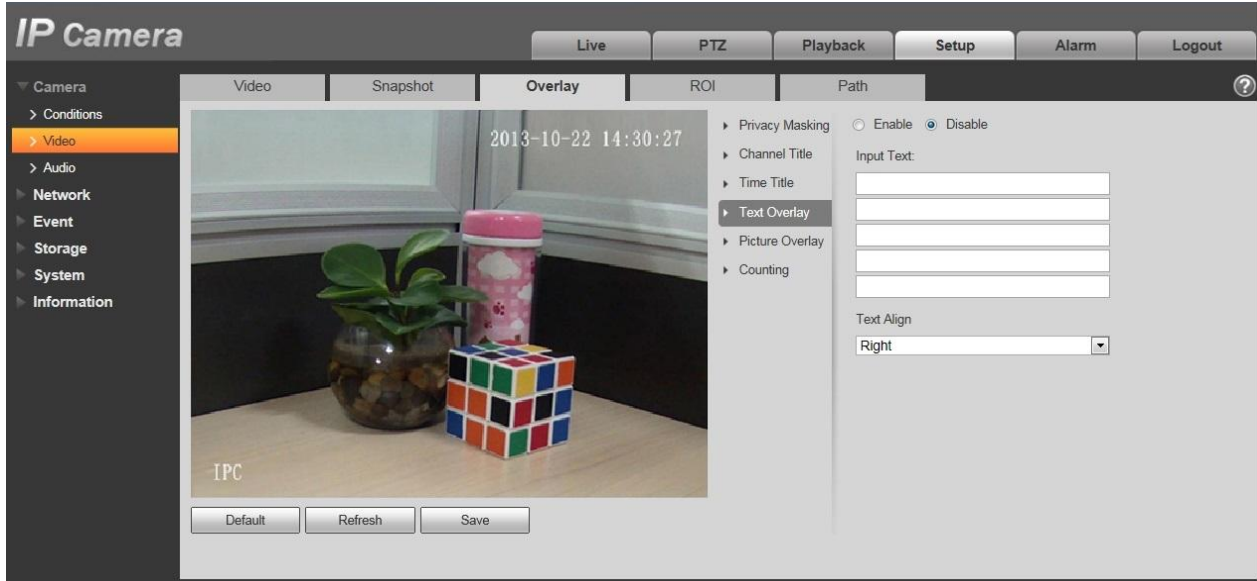 IP Camera
Live PTZ Playback Setup Alarm Logout
Camera
Conditions
Video
Audio
Network
Event
Storage
System
Information
Video Snapshot Overlay ROI Path
?
2013-10-22 14:30:27
IPC
Default Refresh Save
Privacy Masking
Channel Title
Time Title
Text Overlay
Picture Overlay
Counting
Enable Disable
Input Text:
Text Align
Right